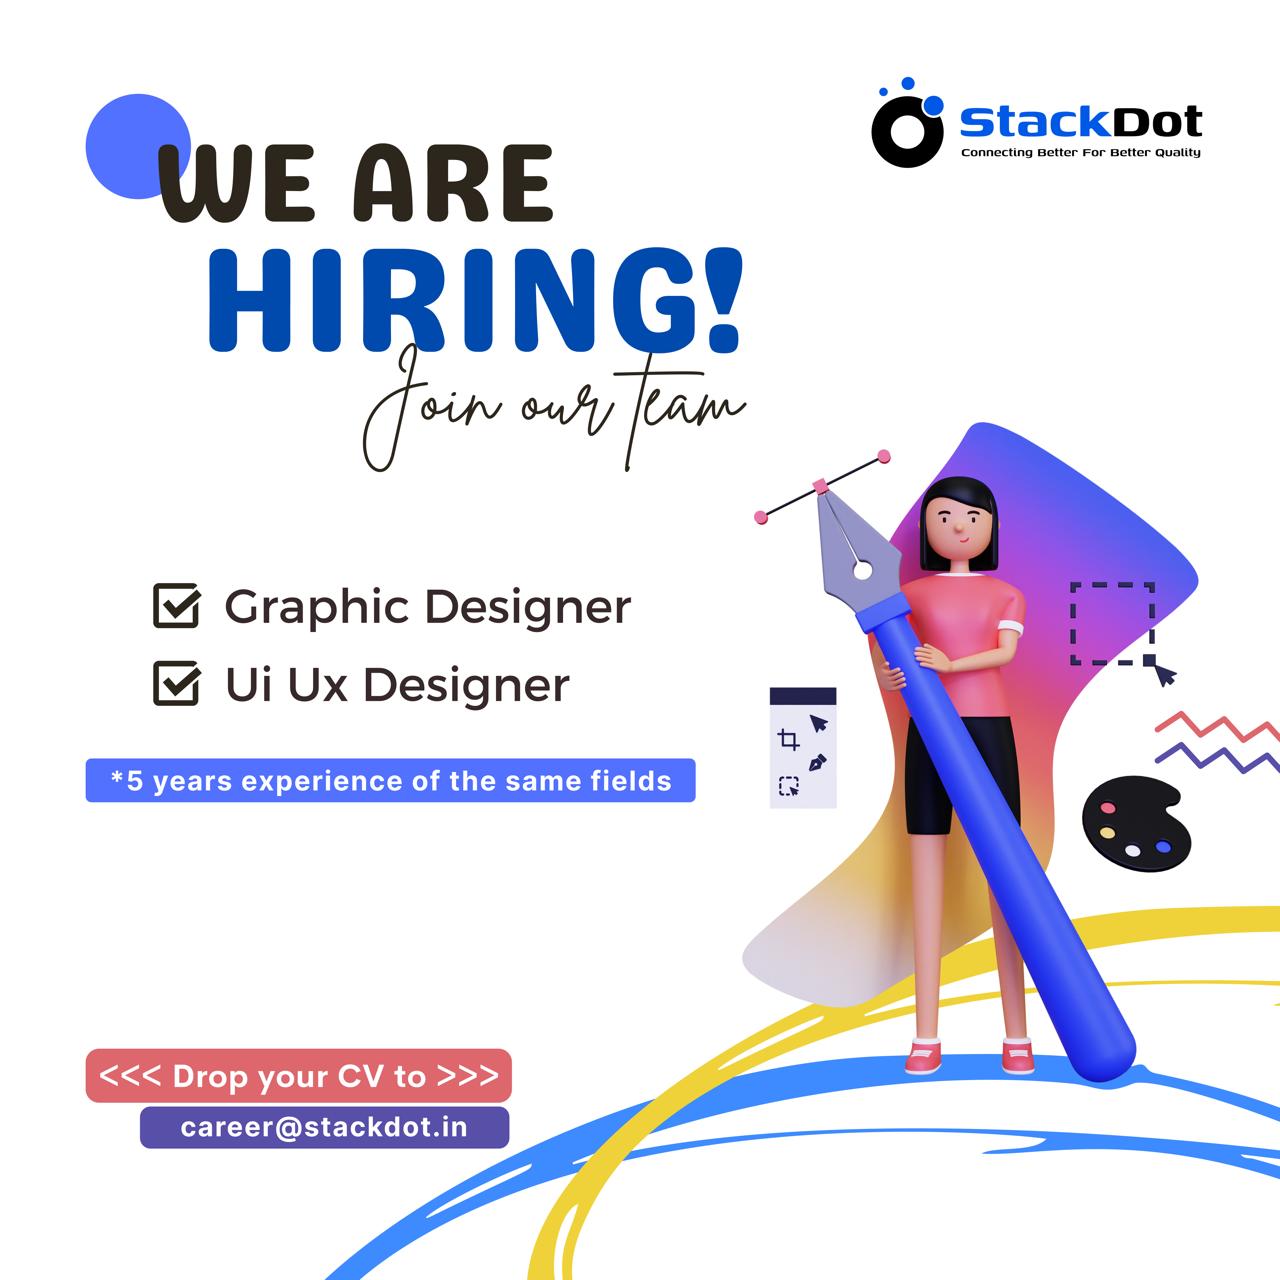 StackDot
Connecting Better For Better Quality
WE ARE
HIRING!
Join our team
Graphic Designer
Ui Ux Designer
*5 years experience of the same fields
<<< Drop your CV to >>>
career@stackdot.in